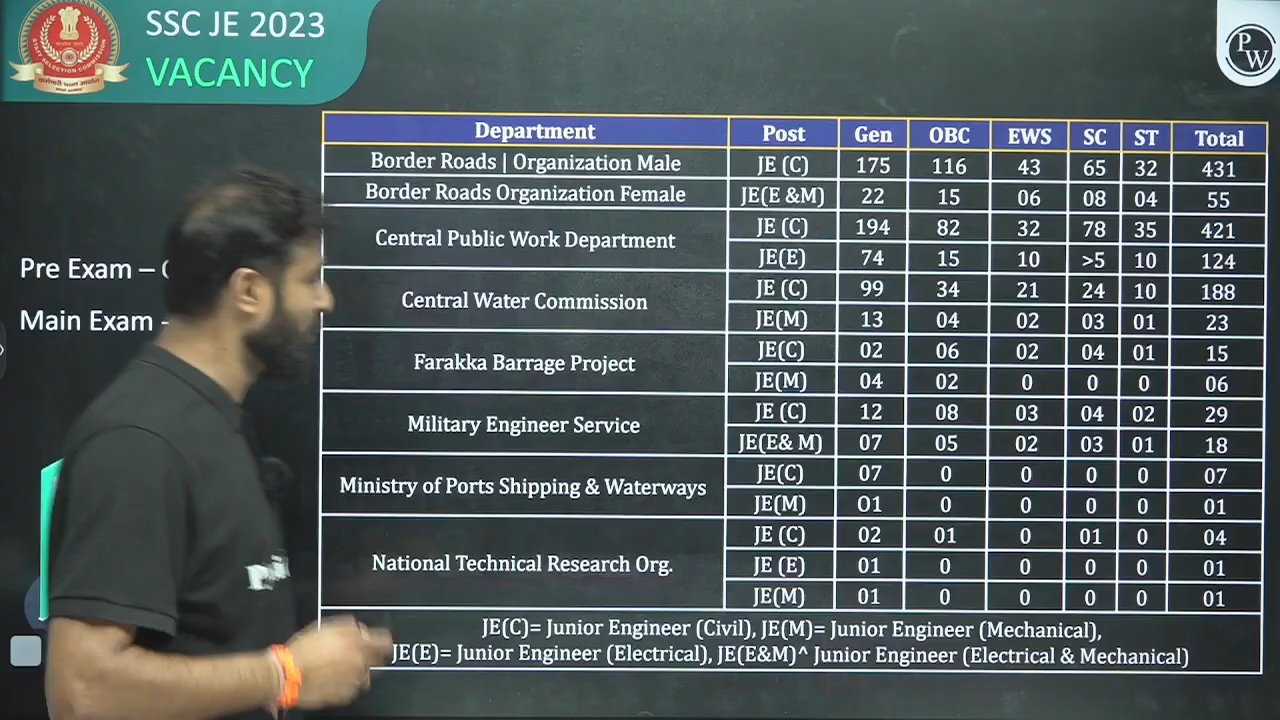 SSC JE 2023
VACANCY
PW
Pre Exam –
Main Exam -
Department Post Gen OBC EWS SC ST Total
Border Roads | Organization Male JE (C) 175 116 43 65 32 431
Border Roads Organization Female JE(E &M) 22 15 06 08 04 55
Central Public Work Department JE (C) 194 82 32 78 35 421
JE(E) 74 15 10 >5 10 124
Central Water Commission JE (C) 99 34 21 24 10 188
JE(M) 13 04 02 03 01 23
Farakka Barrage Project JE(C) 02 06 02 04 01 15
JE(M) 04 02 0 0 0 06
Military Engineer Service JE (C) 12 08 03 04 02 29
JE(E& M) 07 05 02 03 01 18
Ministry of Ports Shipping & Waterways JE(C) 07 0 0 0 0 07
JE(M) O1 0 0 0 0 01
National Technical Research Org. JE (C) 02 01 0 01 0 04
JE (E) 01 0 0 0 0 01
JE(M) 01 0 0 0 0 01
JE(C)= Junior Engineer (Civil), JE(M)= Junior Engineer (Mechanical),
JE(E)= Junior Engineer (Electrical), JE(E&M)^ Junior Engineer (Electrical & Mechanical)